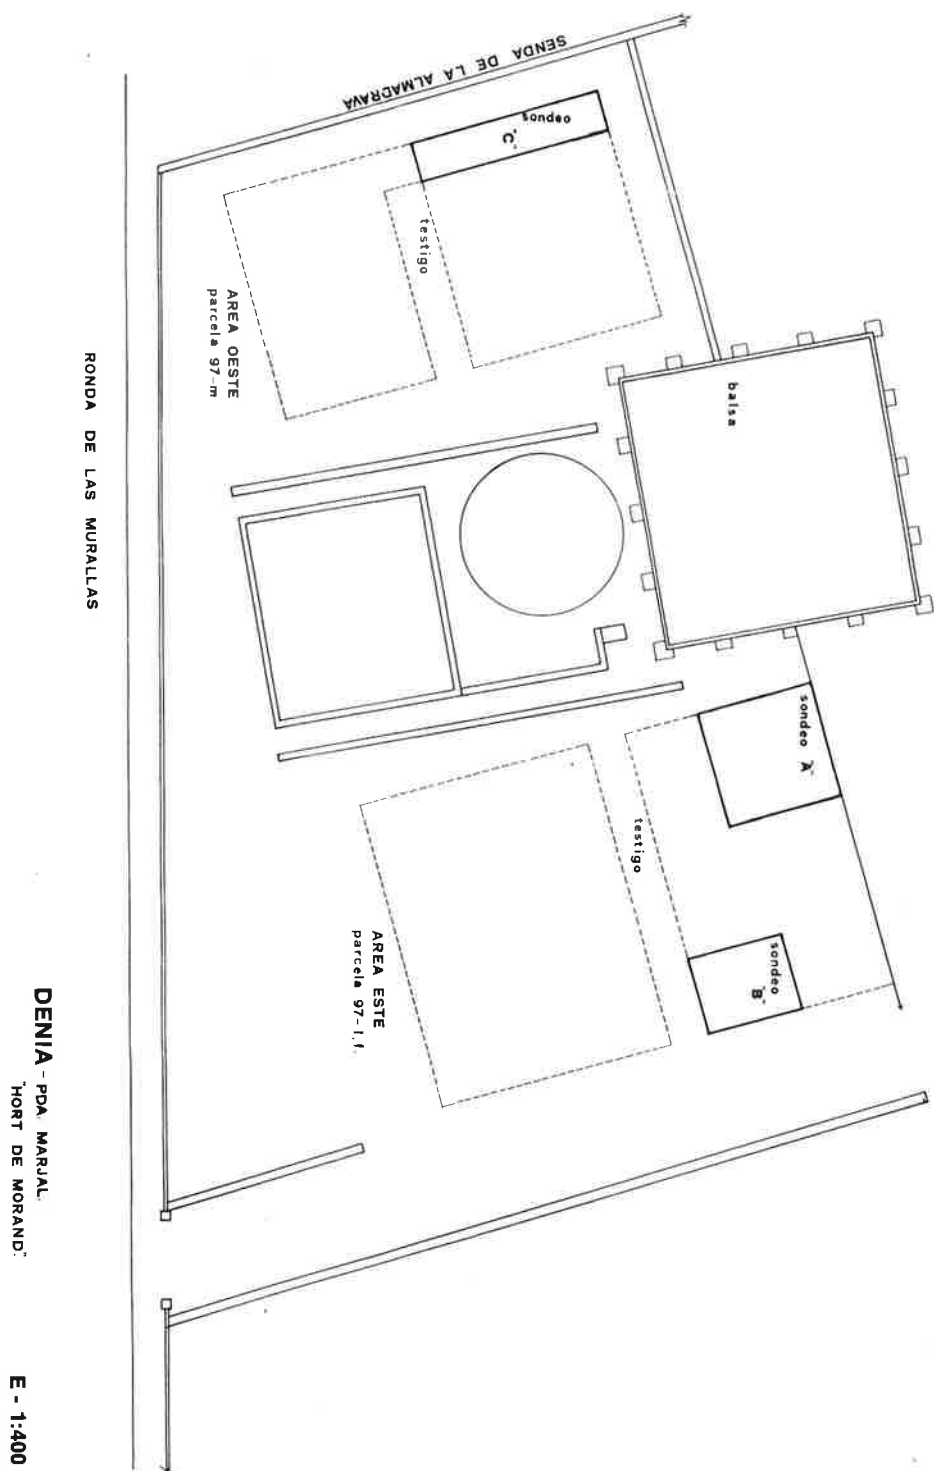 SENDA DE LA ALMADRAVA
sondeo
"C"
testigo
AREA OESTE
parcela 97-m
balsa
RONDA DE LAS MURALLAS
sondeo "A"
testigo
sondeo
"B"
AREA ESTE
parcela 97-l.f.
DENIA - PDA. MARJAL.
"HORT DE MORAND."
E - 1:400